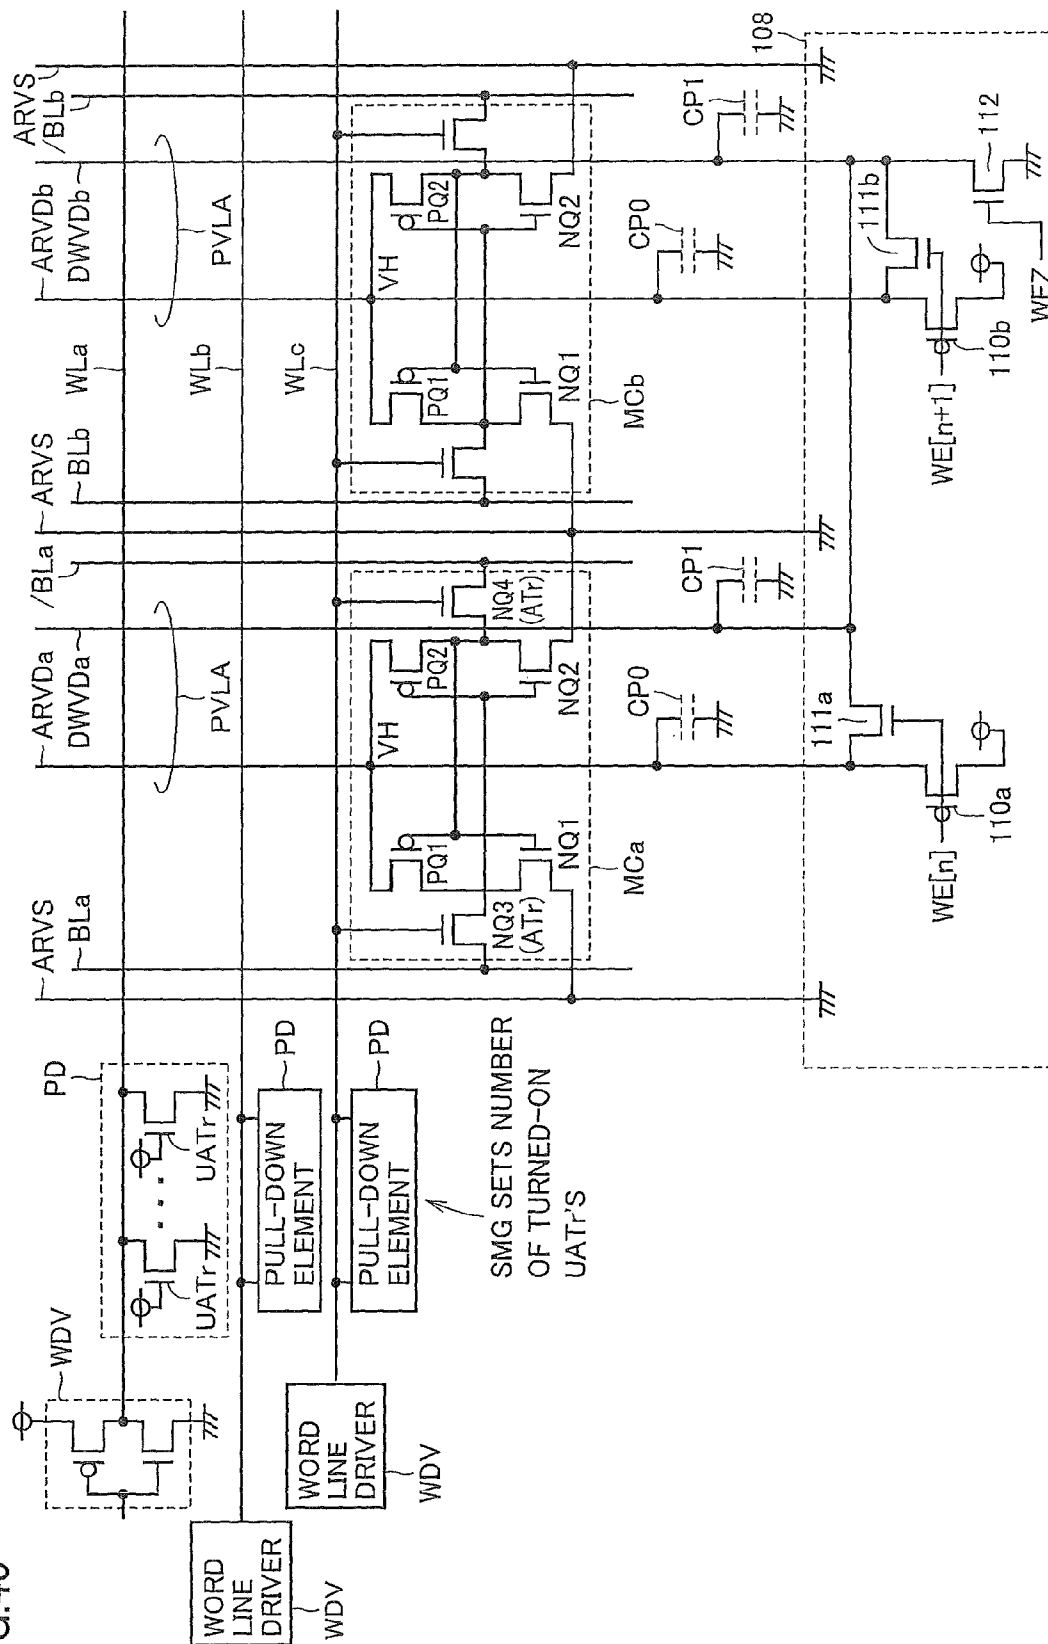 WORD
LINE
DRIVER
WDV
WORD
LINE
DRIVER
WDV
WDV
PD
UATr
UATr
PULL-DOWN
ELEMENT
PD
PULL-DOWN
ELEMENT
PD
SMG SETS NUMBER
OF TURNED-ON
UATr'S
ARVS
BLa
ARVDa
DWVDa
PVLA
/BLa
ARVS
BLb
WLa
WLb
WLc
ARVDb
DWVDb
PVLA
ARVS
/BLb
VH
PQ1
PQ2
NQ1
NQ2
NQ3
(ATr)
NQ4
(ATr)
MCa
VH
PQ1
PQ2
NQ1
NQ2
MCb
CP0
CP1
CP0
CP1
108
WE[n]
110a
111a
WE[n+1]
110b
111b
112